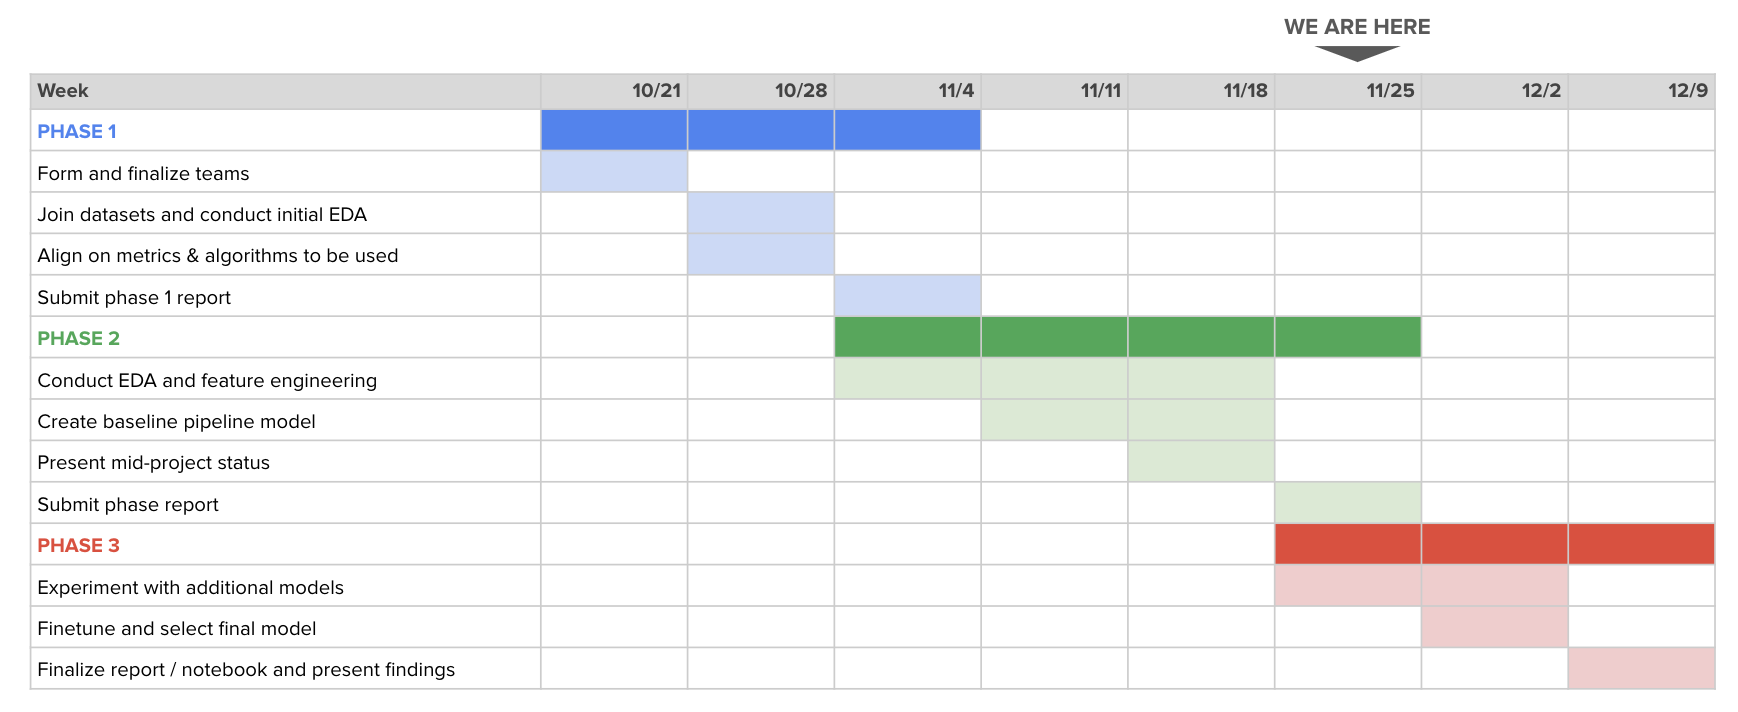 WE ARE HERE
Week 10/21 10/28 11/4 11/11 11/18 11/25 12/2 12/9
PHASE 1
Form and finalize teams
Join datasets and conduct initial EDA
Align on metrics & algorithms to be used
Submit phase 1 report
PHASE 2
Conduct EDA and feature engineering
Create baseline pipeline model
Present mid-project status
Submit phase report
PHASE 3
Experiment with additional models
Finetune and select final model
Finalize report / notebook and present findings